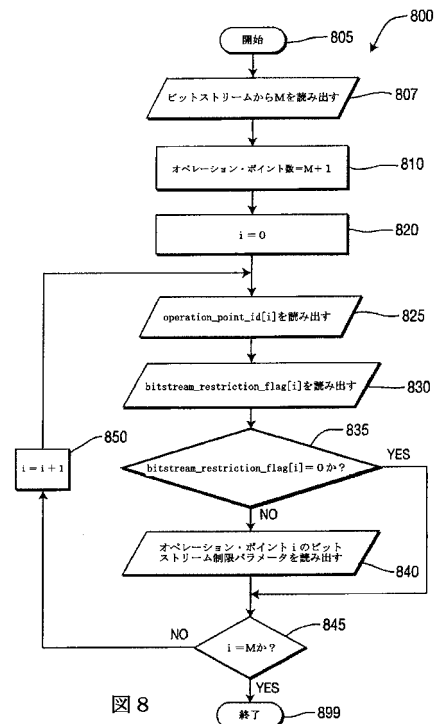 800
開始
805
ビットストリームからMを読み出す
807
オペレーション・ポイント数=M+1
810
i=0
820
operation_point_id[i]を読み出す
825
bitstream_restriction_flag[i]を読み出す
830
835
bitstream_restriction_flag[i]=0か?
YES
NO
850
i=i+1
オペレーション・ポイントiのビット
ストリーム制限パラメータを読み出す
840
845
i=Mか?
NO
YES
終了
899
図8